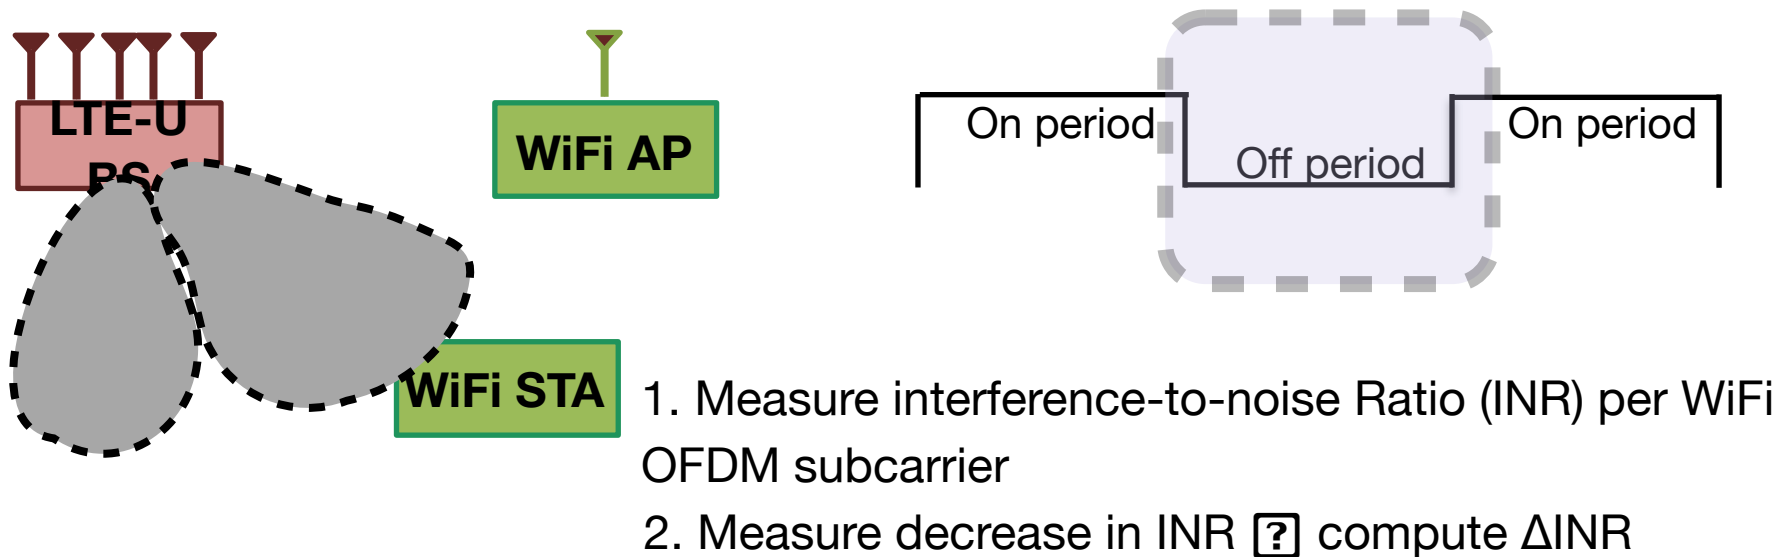 LTE-U
BS
WiFi AP
On period
Off period
On period
WiFi STA
1. Measure interference-to-noise Ratio (INR) per WiFi
OFDM subcarrier
2. Measure decrease in INR ? compute ΔINR